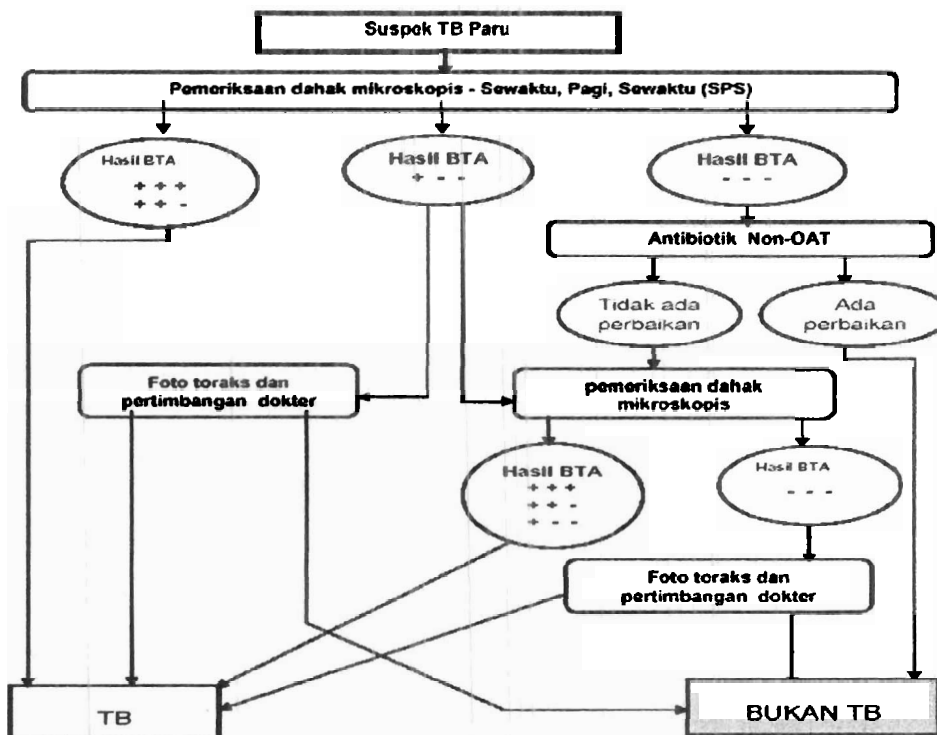 Suspek TB Paru
Pemeriksaan dahak mikroskopis - Sewaktu, Pagi, Sewaktu (SPS)
Hasil BTA
+ + +
+ + -
Hasil BTA
+ - -
Hasil BTA
- - -
Antibiotik Non-OAT
Tidak ada
perbaikan
Ada
perbaikan
Foto toraks dan
pertimbangan dokter
pemeriksaan dahak
mikroskopis
Hasil BTA
+ + +
+ + -
+ - -
Hasil BTA
- - -
Foto toraks dan
pertimbangan dokter
TB
BUKAN TB